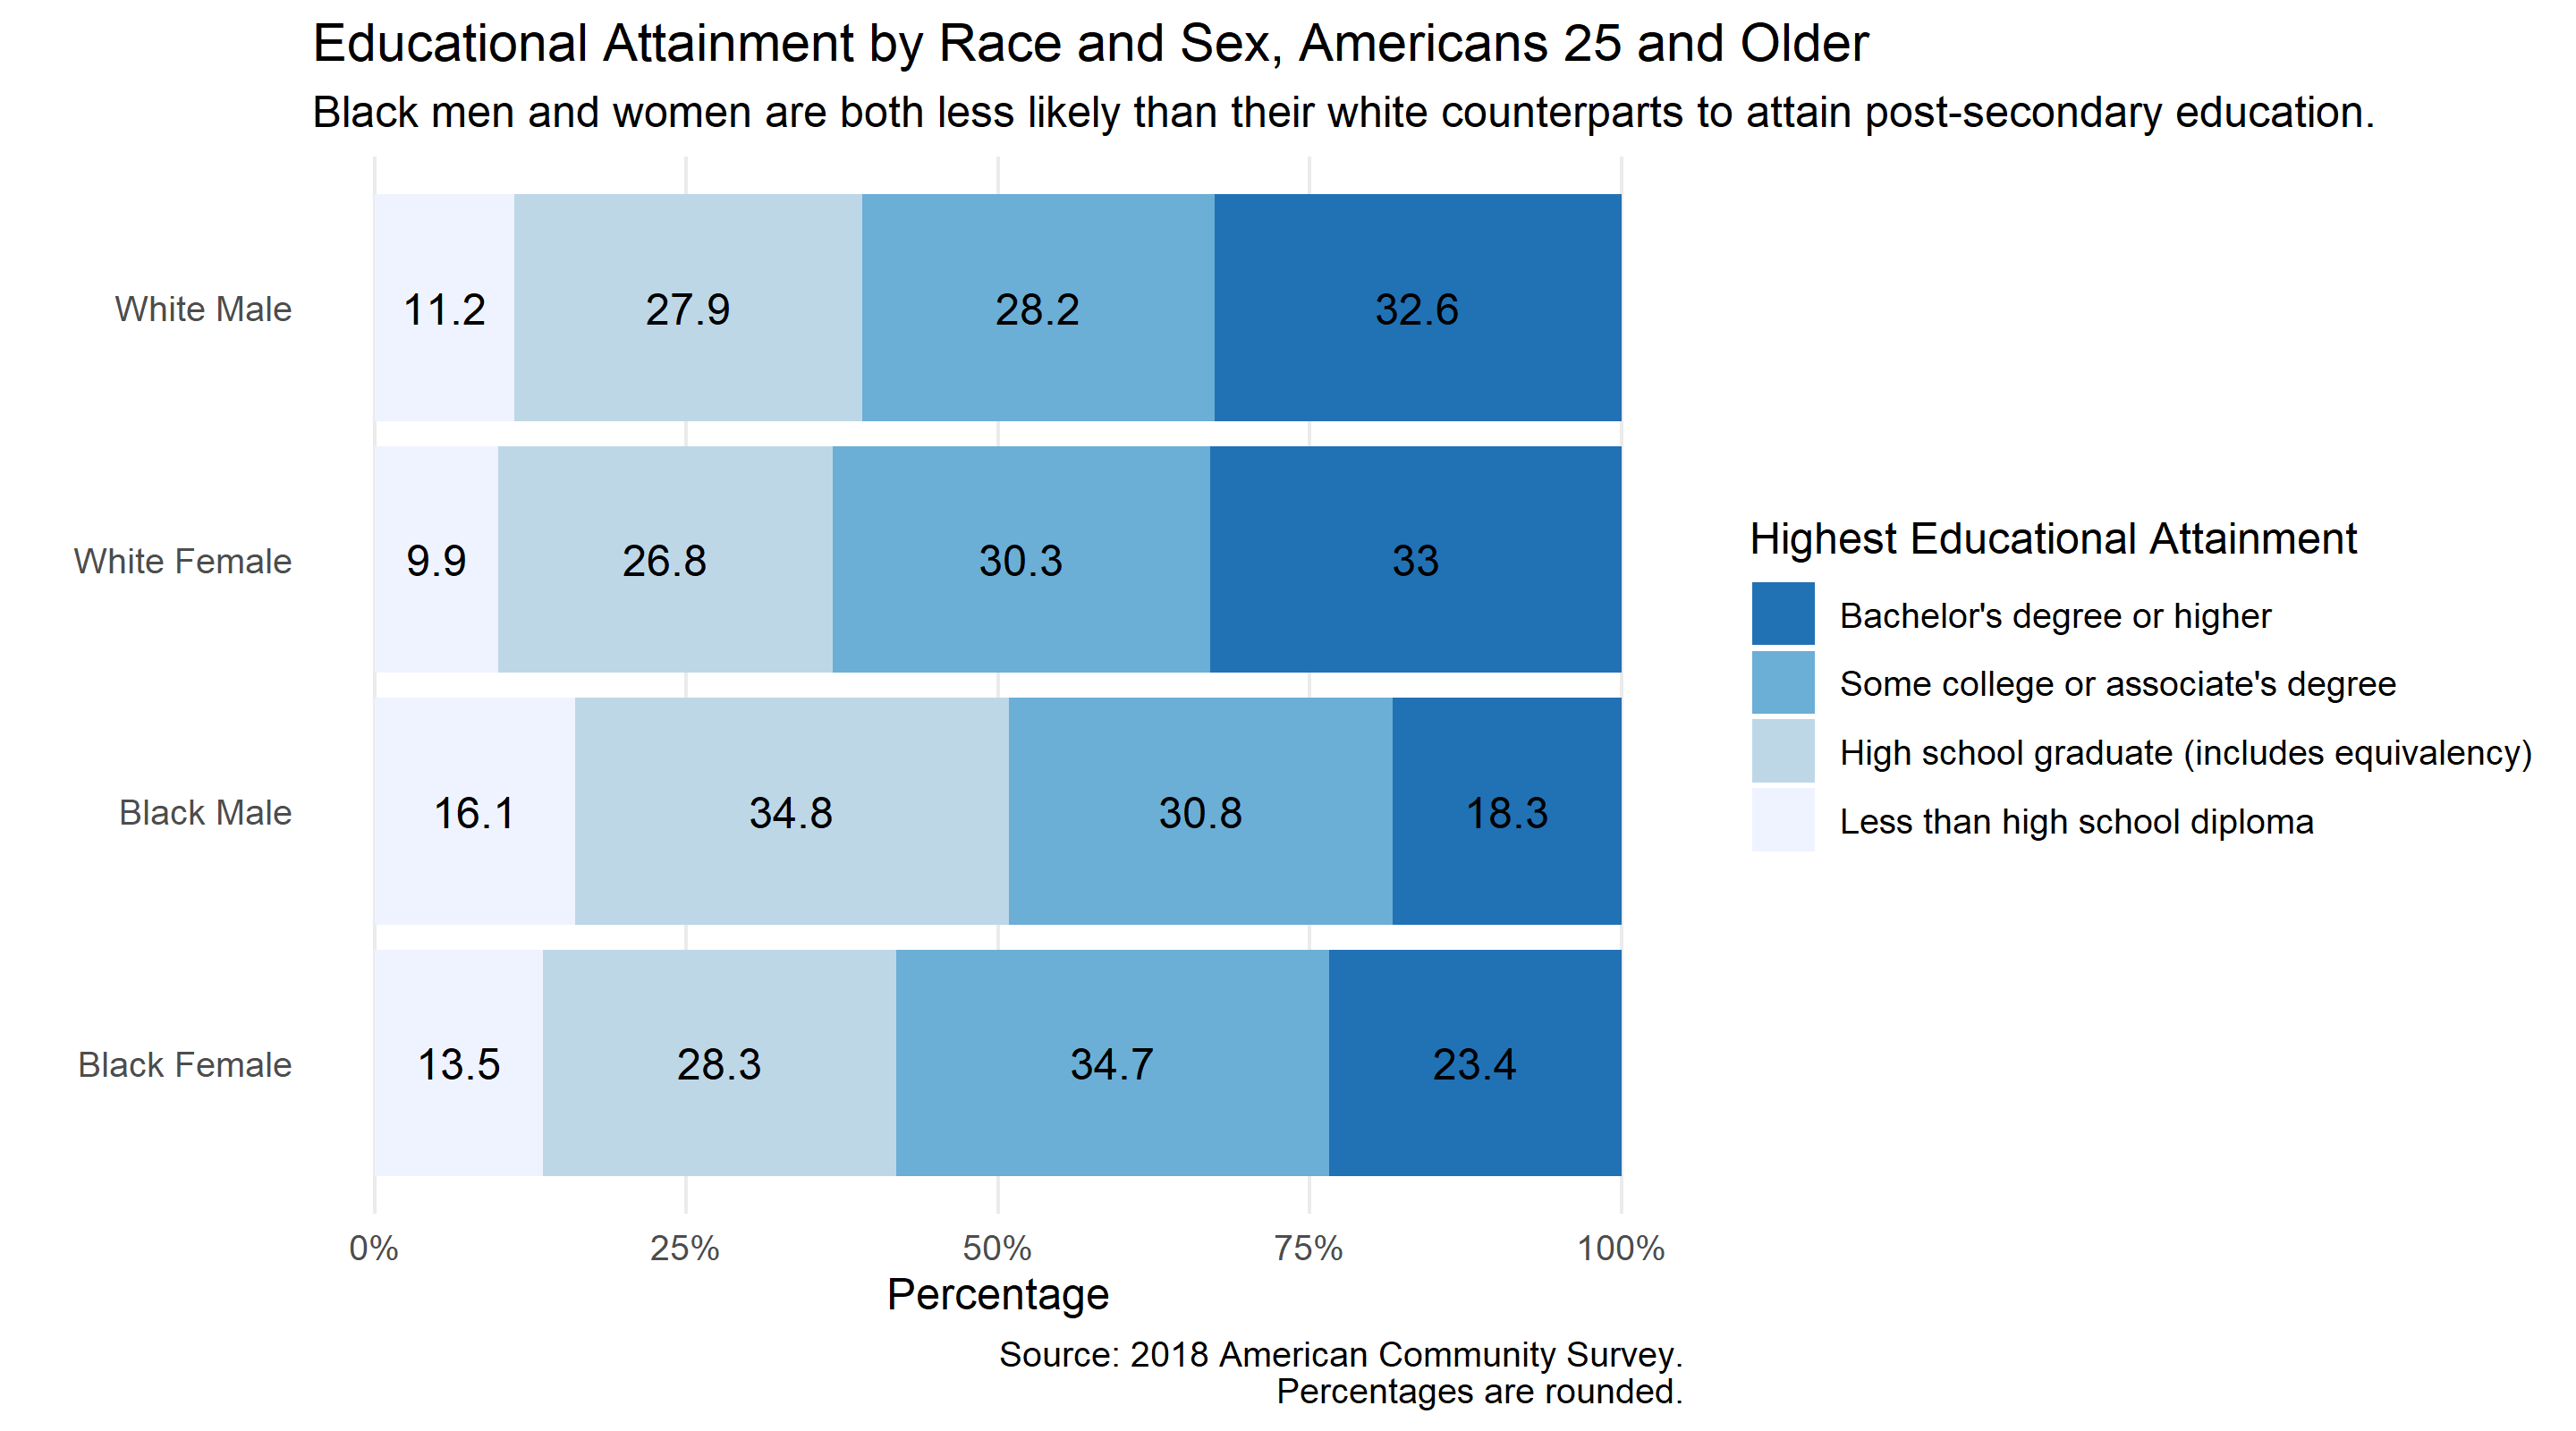 Educational Attainment by Race and Sex, Americans 25 and Older
Black men and women are both less likely than their white counterparts to attain post-secondary education.
White Male
11.2
27.9
28.2
32.6
White Female
9.9
26.8
30.3
33
Black Male
16.1
34.8
30.8
18.3
Black Female
13.5
28.3
34.7
23.4
0%
25%
50%
75%
100%
Percentage
Highest Educational Attainment
Bachelor's degree or higher
Some college or associate's degree
High school graduate (includes equivalency)
Less than high school diploma
Source: 2018 American Community Survey.
Percentages are rounded.